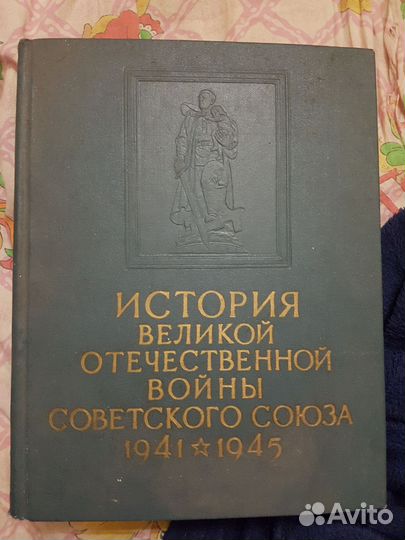 ИСТОРИЯ
ВЕЛИКОЙ
ОТЕЧЕСТВЕННОЙ
ВОЙНЫ
СОВЕТСКОГО СОЮЗА
1941 ☆ 1945
Avito